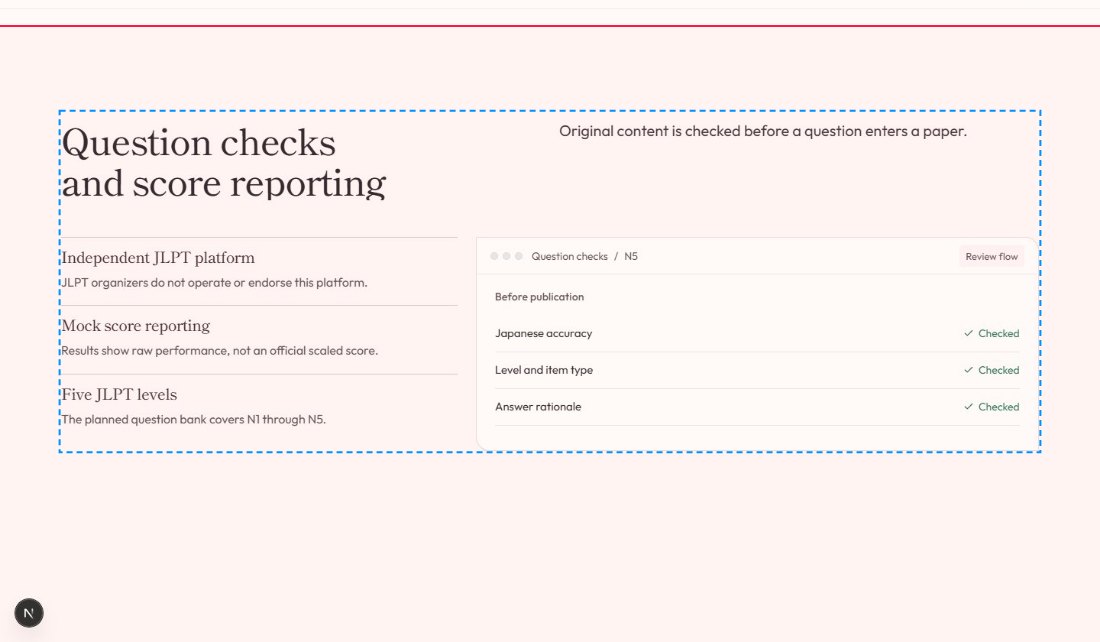 Question checks
and score reporting
Original content is checked before a question enters a paper.
Independent JLPT platform
JLPT organizers do not operate or endorse this platform.
Mock score reporting
Results show raw performance, not an official scaled score.
Five JLPT levels
The planned question bank covers N1 through N5.
Question checks / N5
Review flow
Before publication
Japanese accuracy
✓ Checked
Level and item type
✓ Checked
Answer rationale
✓ Checked
N